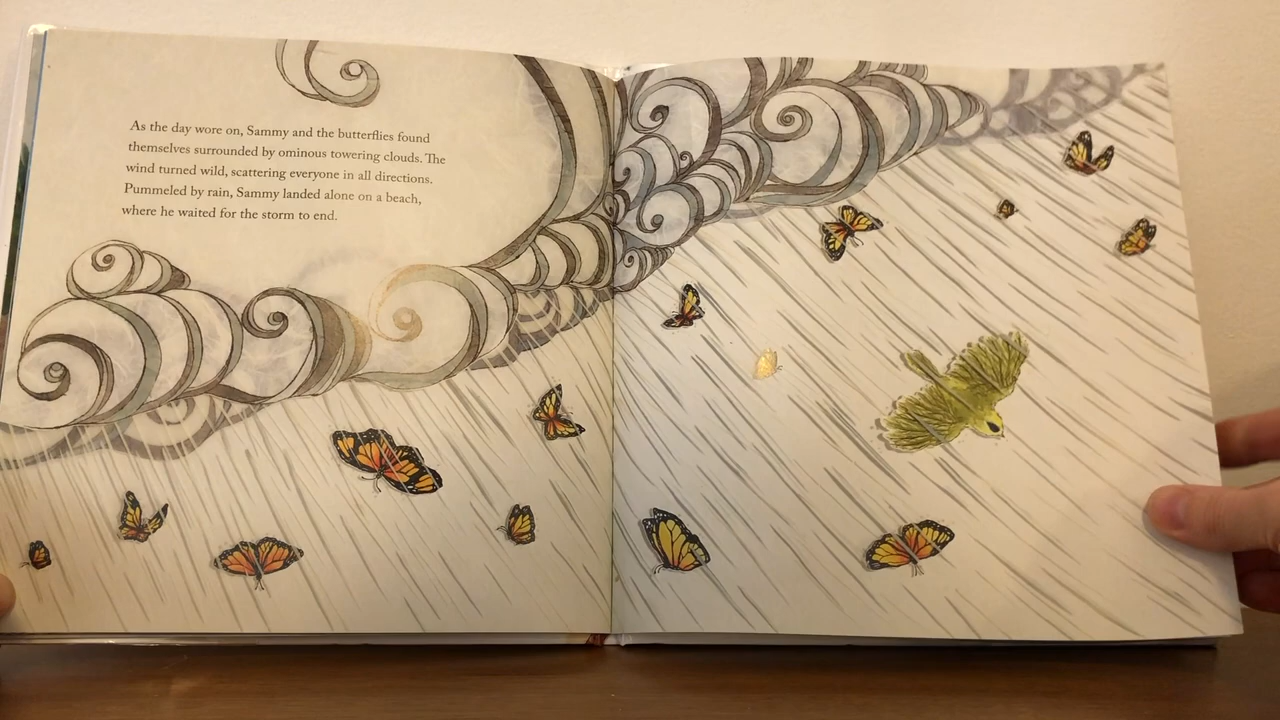 As the day wore on, Sammy and the butterflies found
themselves surrounded by ominous towering clouds. The
wind turned wild, scattering everyone in all directions.
Pummeled by rain, Sammy landed alone on a beach,
where he waited for the storm to end.